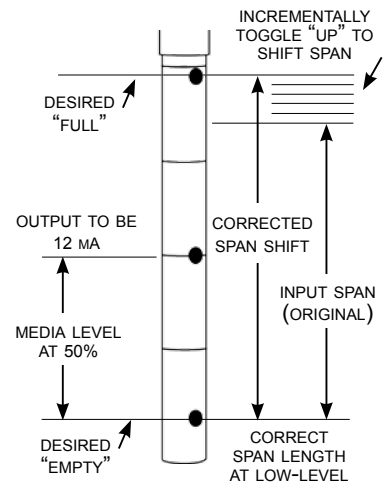 INCREMENTALLY
TOGGLE “UP” TO
SHIFT SPAN
DESIRED
“FULL”
OUTPUT TO BE
12 MA
CORRECTED
SPAN SHIFT
INPUT SPAN
(ORIGINAL)
MEDIA LEVEL
AT 50%
DESIRED
“EMPTY”
CORRECT
SPAN LENGTH
AT LOW-LEVEL